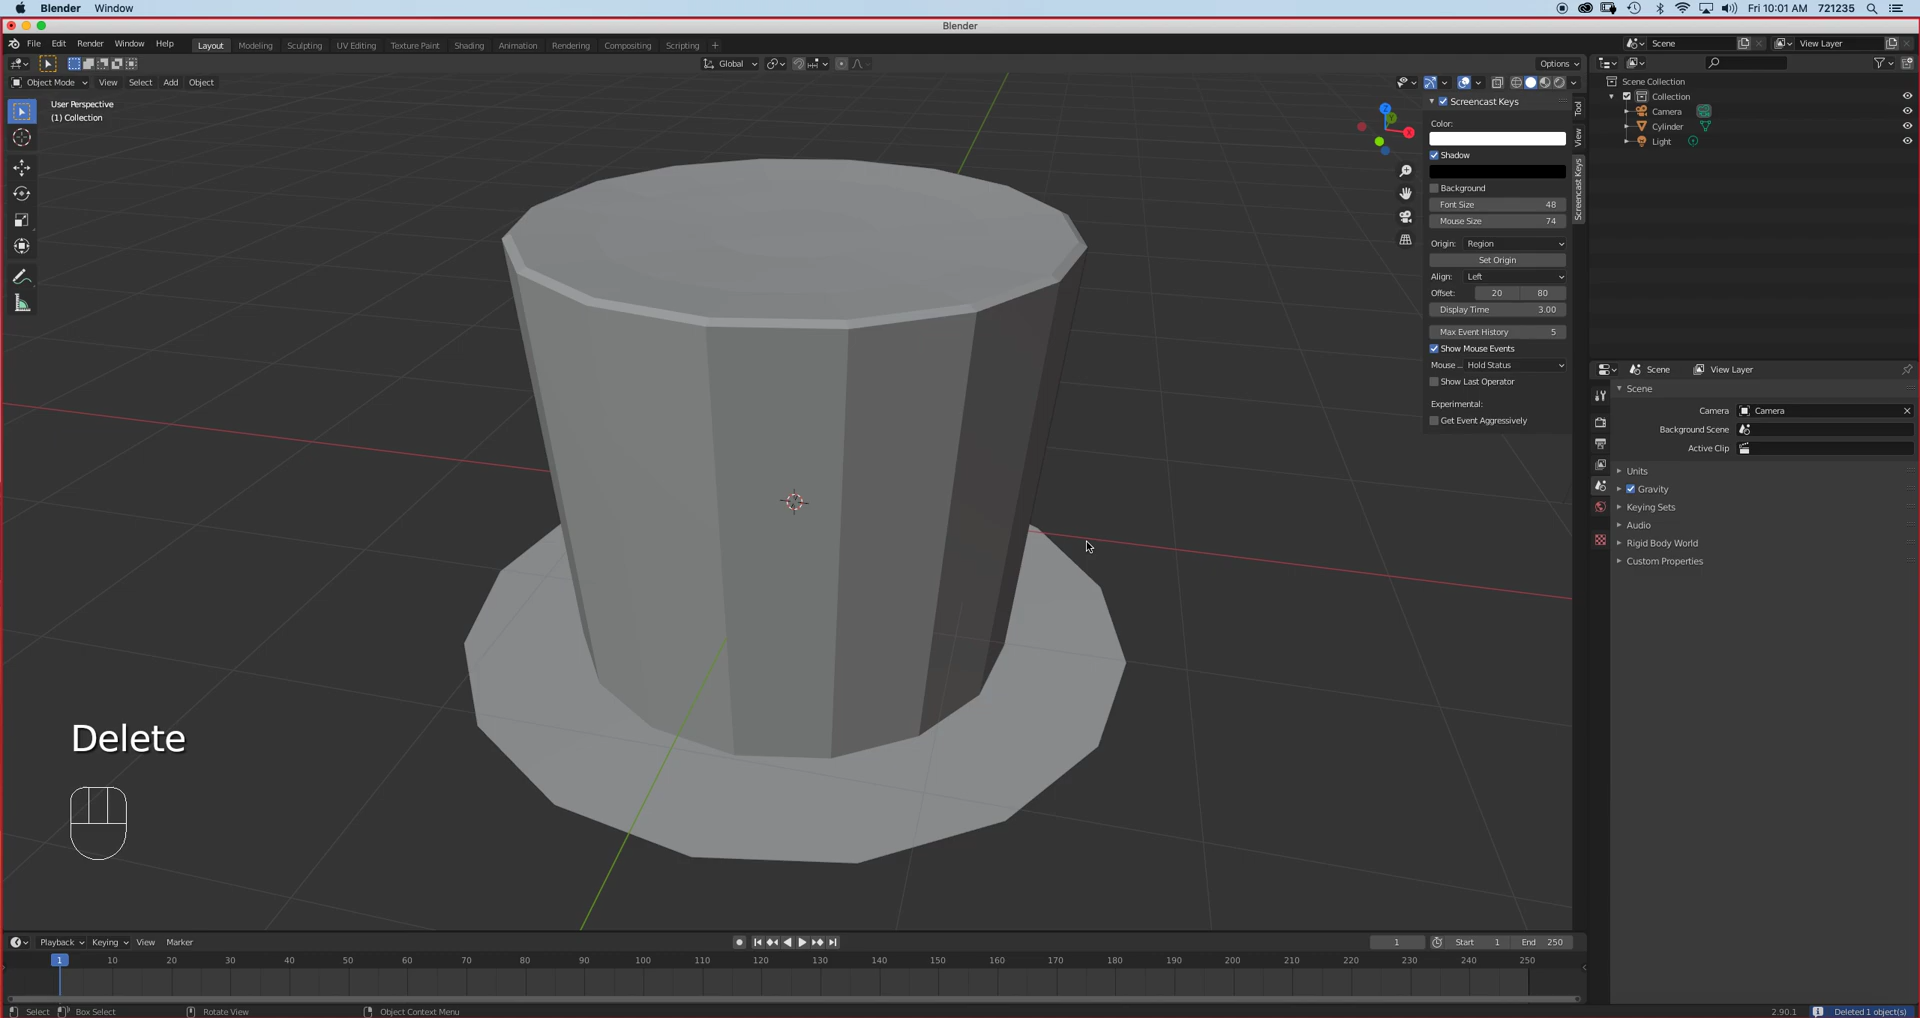 Blender Window Fri 10:01 AM 721235
Blender
File Edit Render Window Help Layout Modeling Sculpting UV Editing Texture Paint Shading Animation Rendering Compositing Scripting + Scene View Layer
Global Options
Object Mode View Select Add Object
User Perspective
(1) Collection
Z
Y
X
Screencast Keys
Color:
Shadow
Background
Font Size 48
Mouse Size 74
Origin: Region
Set Origin
Align: Left
Offset: 20 80
Display Time 3.00
Max Event History 5
Show Mouse Events
Mouse ... Hold Status
Show Last Operator
Experimental:
Get Event Aggressively
Tool
View
Screencast Keys
Scene Collection
Collection
Camera
Cylinder
Light
Scene View Layer
Scene
Camera Camera
Background Scene
Active Clip
Units
Gravity
Keying Sets
Audio
Rigid Body World
Custom Properties
Delete
Playback Keying View Marker 1 Start 1 End 250
1 10 20 30 40 50 60 70 80 90 100 110 120 130 140 150 160 170 180 190 200 210 220 230 240 250
Select Box Select Rotate View Object Context Menu 2.90.1 Deleted 1 object(s)